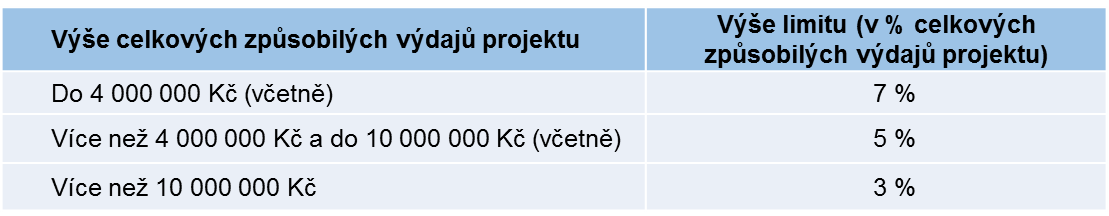 Výše celkových způsobilých výdajů projektu
Výše limitu (v % celkových
způsobilých výdajů projektu)
Do 4 000 000 Kč (včetně)
7 %
Více než 4 000 000 Kč a do 10 000 000 Kč (včetně)
5 %
Více než 10 000 000 Kč
3 %